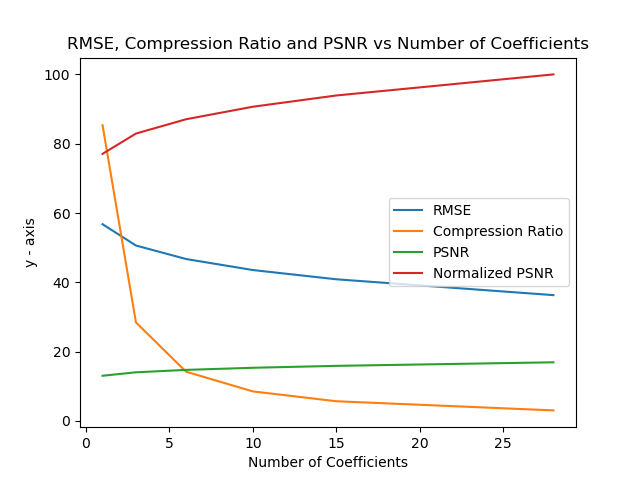 RMSE, Compression Ratio and PSNR vs Number of Coefficients
100
80
60
40
20
0
y - axis
RMSE
Compression Ratio
PSNR
Normalized PSNR
0 5 10 15 20 25
Number of Coefficients